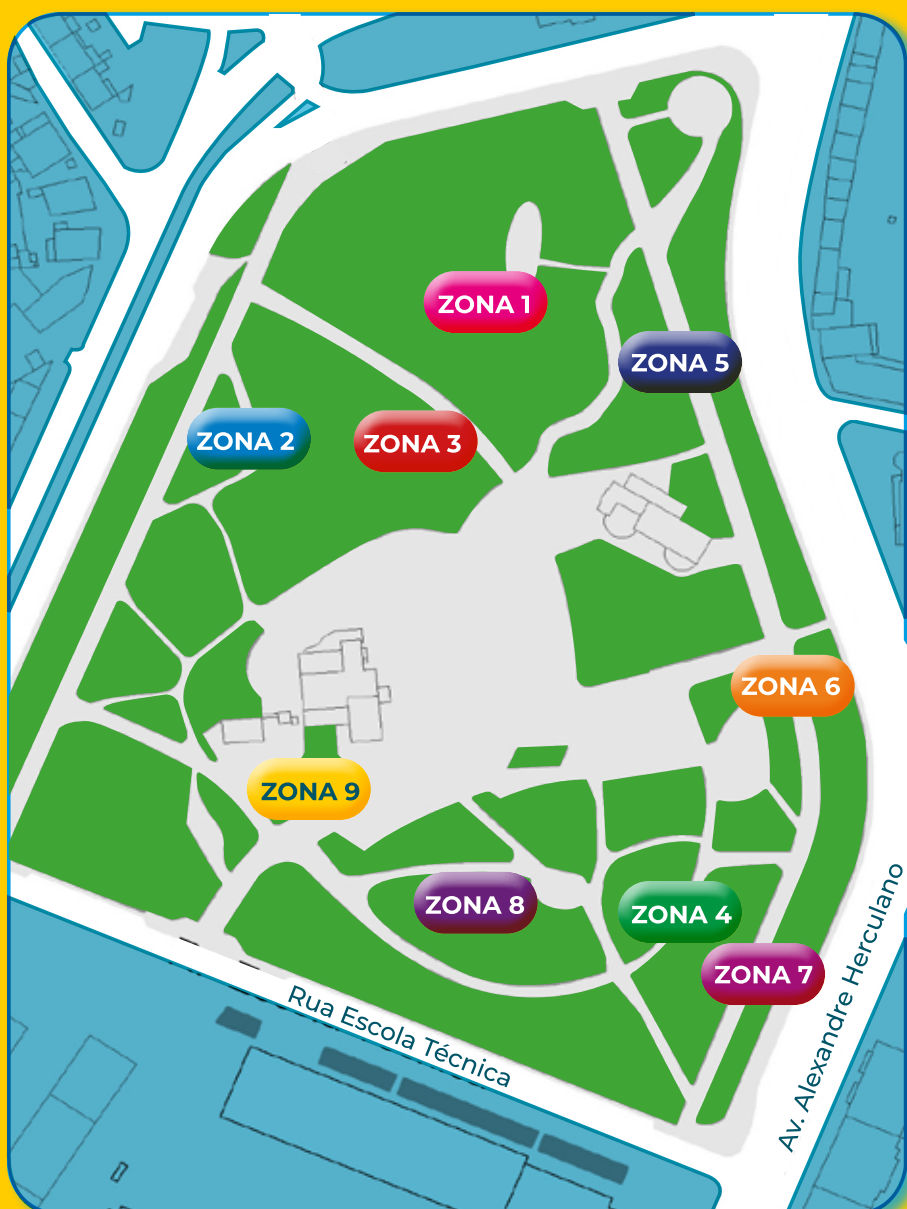 ZONA 1
ZONA 5
ZONA 2
ZONA 3
ZONA 6
ZONA 9
ZONA 8
ZONA 4
ZONA 7
Rua Escola Técnica
Av. Alexandre Herculano